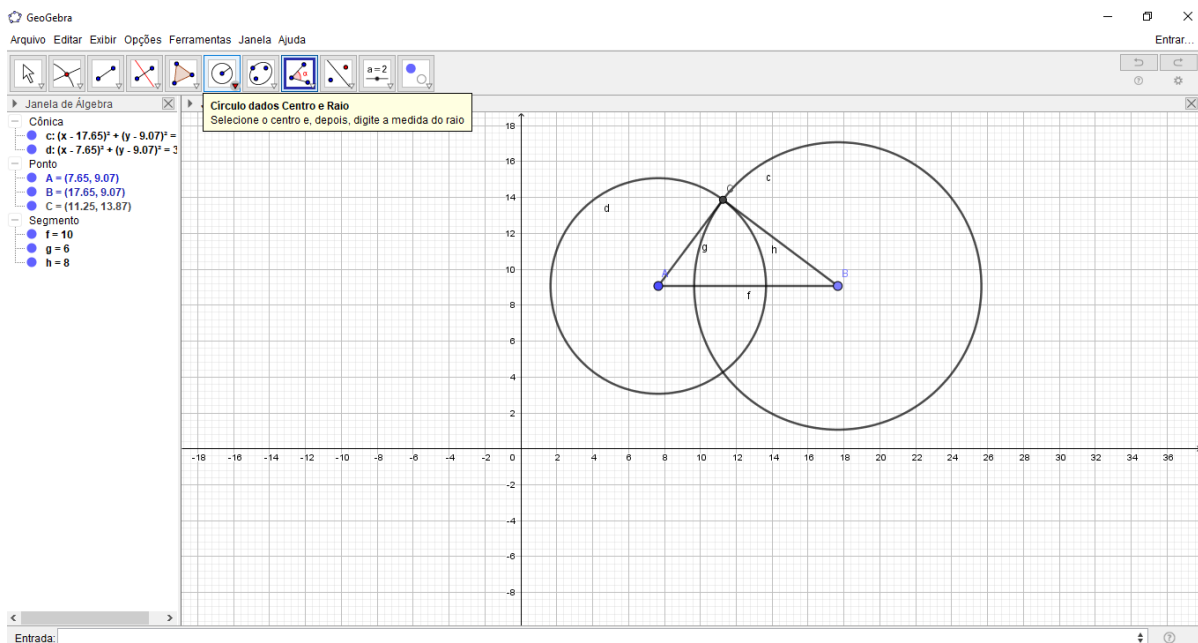 GeoGebra
Arquivo Editar Exibir Opções Ferramentas Janela Ajuda
Entrar...
a=2
Janela de Álgebra
Círculo dados Centro e Raio
Selecione o centro e, depois, digite a medida do raio
Cônica
c: (x - 17.65)² + (y - 9.07)² =
d: (x - 7.65)² + (y - 9.07)² = 3
Ponto
A = (7.65, 9.07)
B = (17.65, 9.07)
C = (11.25, 13.87)
Segmento
f = 10
g = 6
h = 8
18
16
14
12
10
8
6
4
2
-18 -16 -14 -12 -10 -8 -6 -4 -2 0 2 4 6 8 10 12 14 16 18 20 22 24 26 28 30 32 34 36
-2
-4
-6
-8
C
c
d
g
h
A
B
f
Entrada: